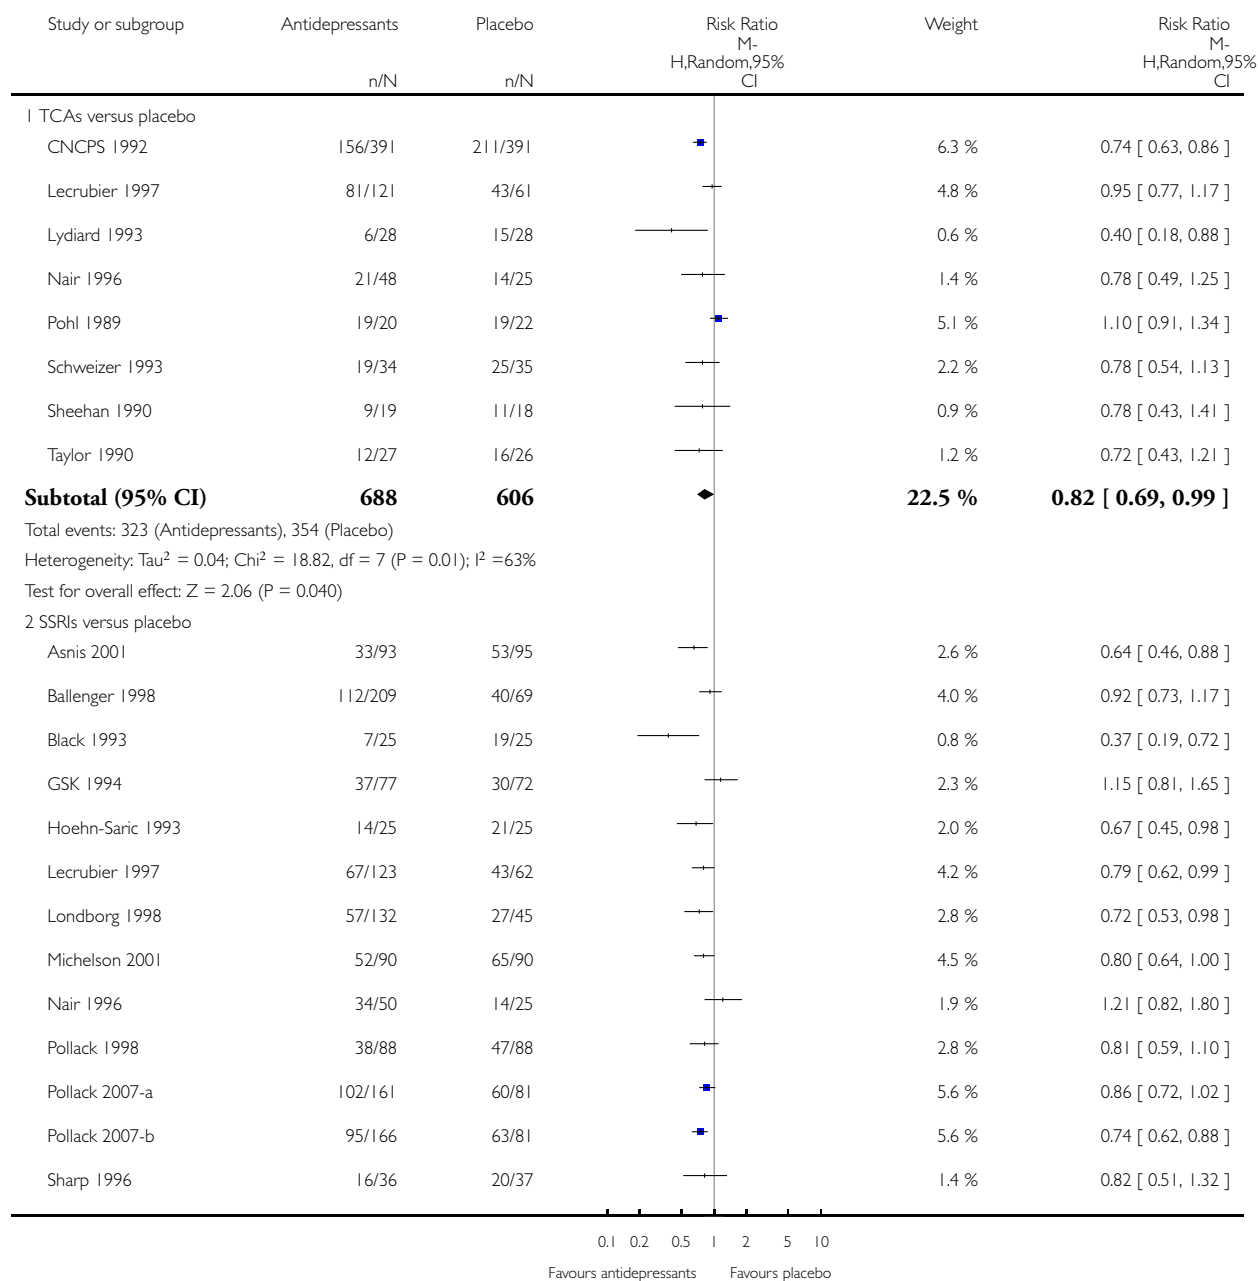 Study or subgroup Antidepressants Placebo Risk Ratio Weight Risk Ratio
M- M-
H,Random,95% H,Random,95%
n/N n/N CI CI
1 TCAs versus placebo
CNCPS 1992 156/391 211/391 6.3 % 0.74 [ 0.63, 0.86 ]
Lecrubier 1997 81/121 43/61 4.8 % 0.95 [ 0.77, 1.17 ]
Lydiard 1993 6/28 15/28 0.6 % 0.40 [ 0.18, 0.88 ]
Nair 1996 21/48 14/25 1.4 % 0.78 [ 0.49, 1.25 ]
Pohl 1989 19/20 19/22 5.1 % 1.10 [ 0.91, 1.34 ]
Schweizer 1993 19/34 25/35 2.2 % 0.78 [ 0.54, 1.13 ]
Sheehan 1990 9/19 11/18 0.9 % 0.78 [ 0.43, 1.41 ]
Taylor 1990 12/27 16/26 1.2 % 0.72 [ 0.43, 1.21 ]
Subtotal (95% CI) 688 606 22.5 % 0.82 [ 0.69, 0.99 ]
Total events: 323 (Antidepressants), 354 (Placebo)
Heterogeneity: Tau² = 0.04; Chi² = 18.82, df = 7 (P = 0.01); I² =63%
Test for overall effect: Z = 2.06 (P = 0.040)
2 SSRIs versus placebo
Asnis 2001 33/93 53/95 2.6 % 0.64 [ 0.46, 0.88 ]
Ballenger 1998 112/209 40/69 4.0 % 0.92 [ 0.73, 1.17 ]
Black 1993 7/25 19/25 0.8 % 0.37 [ 0.19, 0.72 ]
GSK 1994 37/77 30/72 2.3 % 1.15 [ 0.81, 1.65 ]
Hoehn-Saric 1993 14/25 21/25 2.0 % 0.67 [ 0.45, 0.98 ]
Lecrubier 1997 67/123 43/62 4.2 % 0.79 [ 0.62, 0.99 ]
Londborg 1998 57/132 27/45 2.8 % 0.72 [ 0.53, 0.98 ]
Michelson 2001 52/90 65/90 4.5 % 0.80 [ 0.64, 1.00 ]
Nair 1996 34/50 14/25 1.9 % 1.21 [ 0.82, 1.80 ]
Pollack 1998 38/88 47/88 2.8 % 0.81 [ 0.59, 1.10 ]
Pollack 2007-a 102/161 60/81 5.6 % 0.86 [ 0.72, 1.02 ]
Pollack 2007-b 95/166 63/81 5.6 % 0.74 [ 0.62, 0.88 ]
Sharp 1996 16/36 20/37 1.4 % 0.82 [ 0.51, 1.32 ]
0.1 0.2 0.5 1 2 5 10
Favours antidepressants Favours placebo